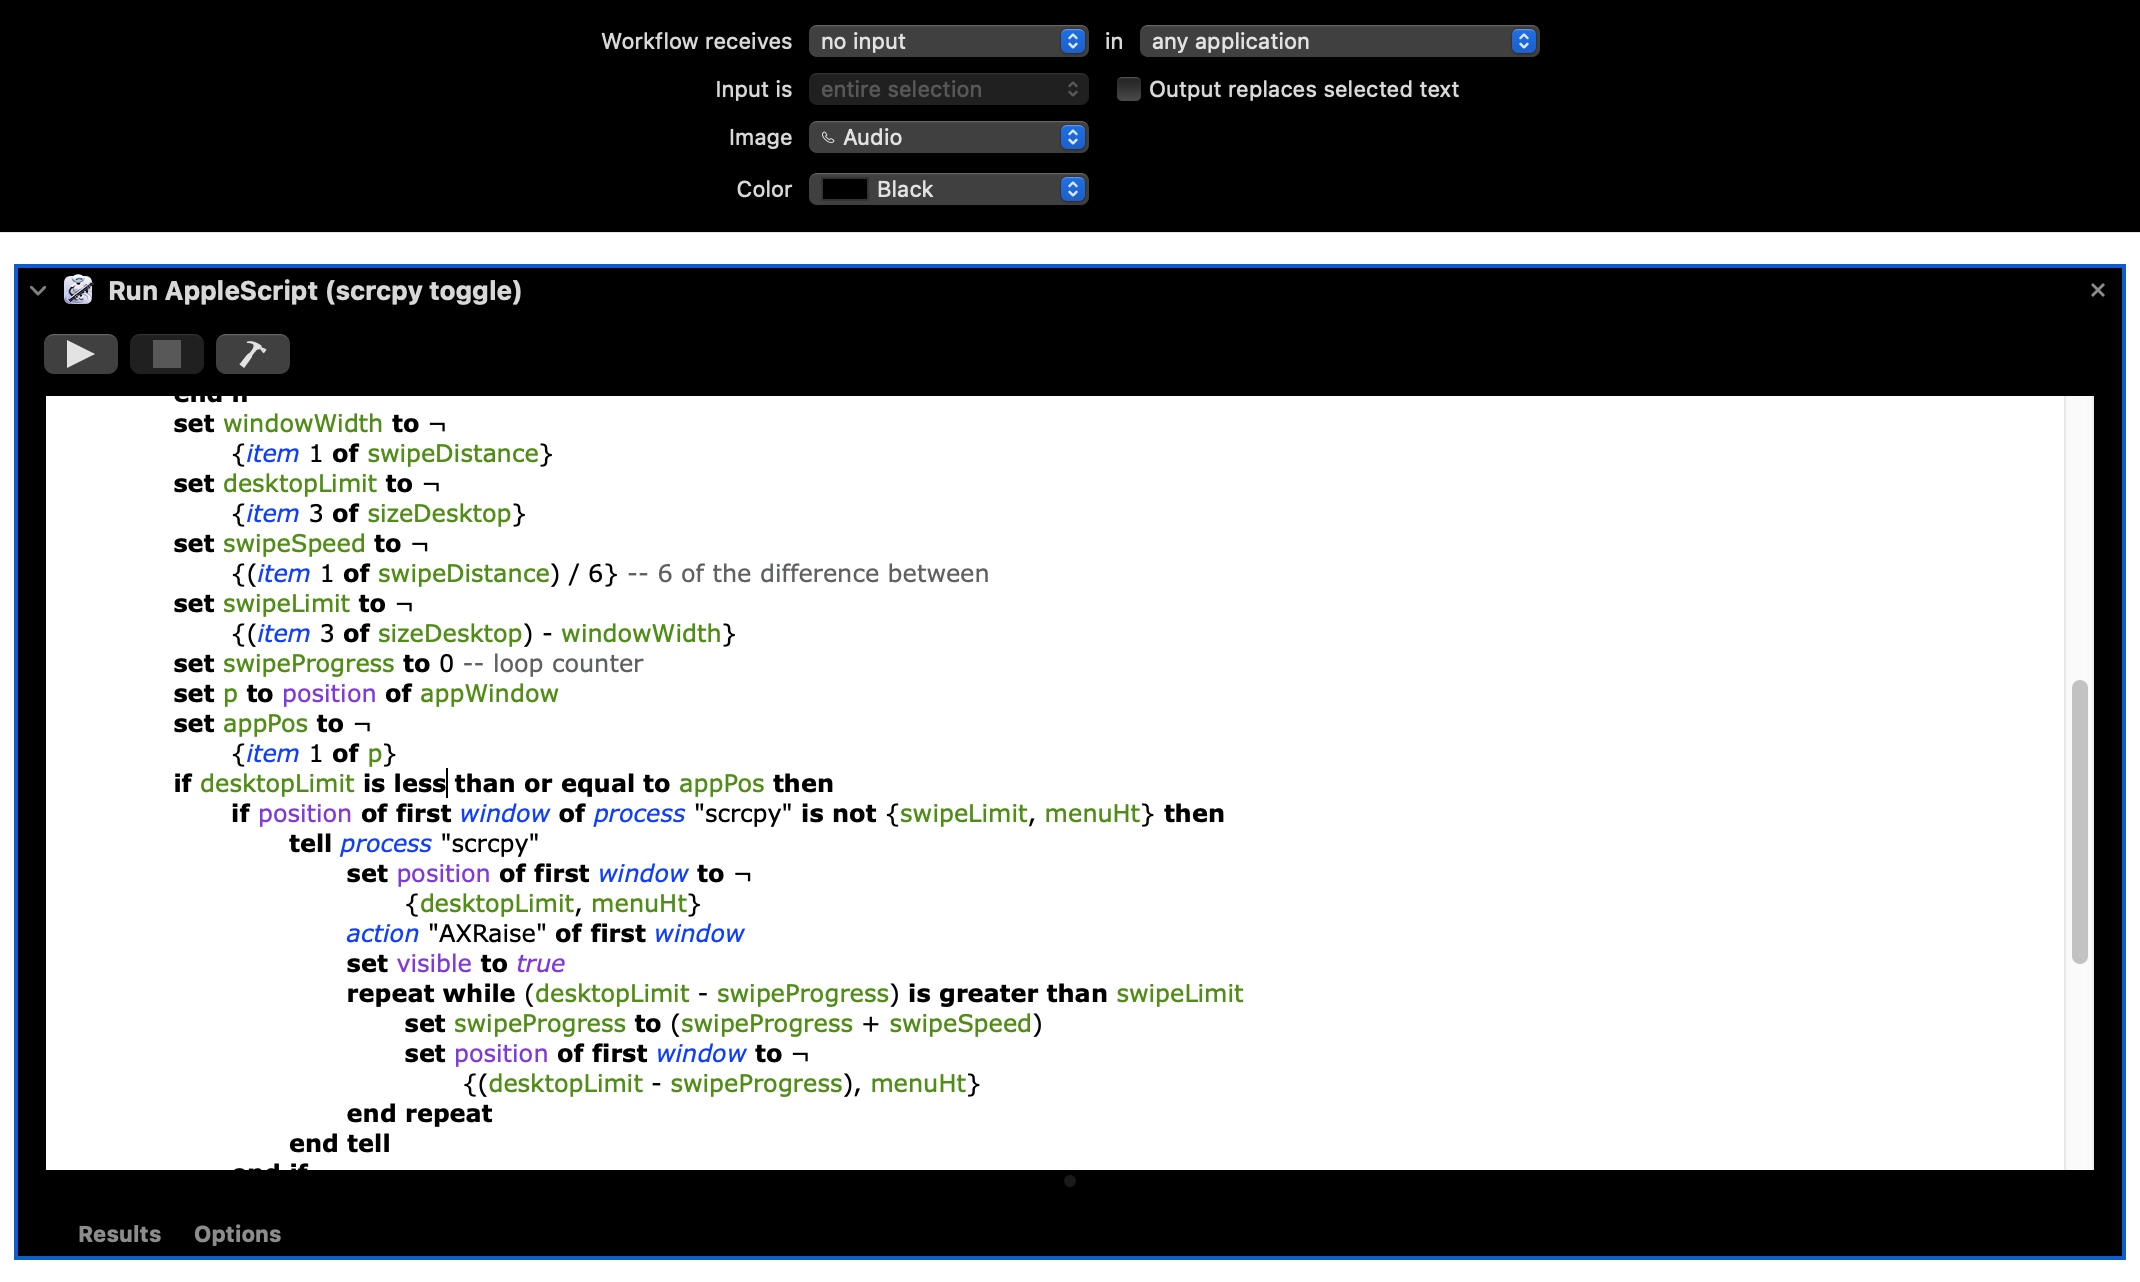 Workflow receives no input in any application
Input is entire selection Output replaces selected text
Image Audio
Color Black
Run AppleScript (scrcpy toggle)
end if
set windowWidth to ¬
{item 1 of swipeDistance}
set desktopLimit to ¬
{item 3 of sizeDesktop}
set swipeSpeed to ¬
{(item 1 of swipeDistance) / 6} -- 6 of the difference between
set swipeLimit to ¬
{(item 3 of sizeDesktop) - windowWidth}
set swipeProgress to 0 -- loop counter
set p to position of appWindow
set appPos to ¬
{item 1 of p}
if desktopLimit is less than or equal to appPos then
if position of first window of process "scrcpy" is not {swipeLimit, menuHt} then
tell process "scrcpy"
set position of first window to ¬
{desktopLimit, menuHt}
action "AXRaise" of first window
set visible to true
repeat while (desktopLimit - swipeProgress) is greater than swipeLimit
set swipeProgress to (swipeProgress + swipeSpeed)
set position of first window to ¬
{(desktopLimit - swipeProgress), menuHt}
end repeat
end tell
end if
Results Options